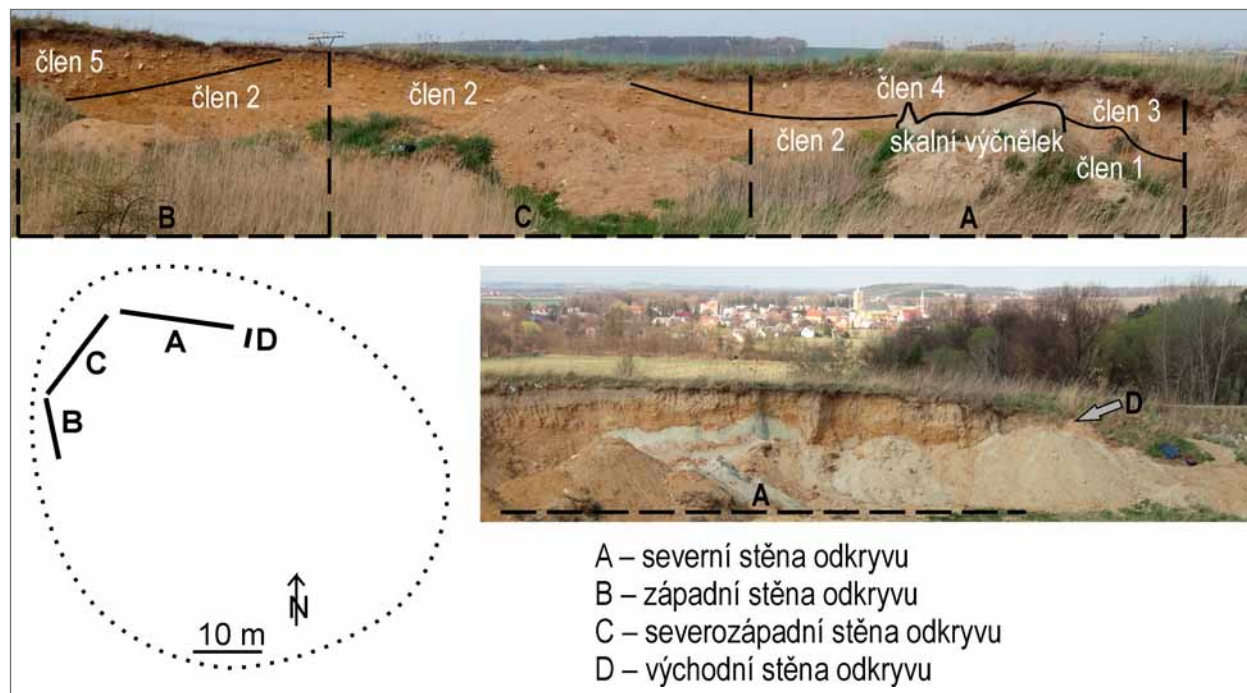 člen 5
člen 2
člen 2
člen 4
člen 3
člen 2
skalní výčnělek
člen 1
B
C
A
A
D
C
B
N
10 m
D
A
A – severní stěna odkryvu
B – západní stěna odkryvu
C – severozápadní stěna odkryvu
D – východní stěna odkryvu